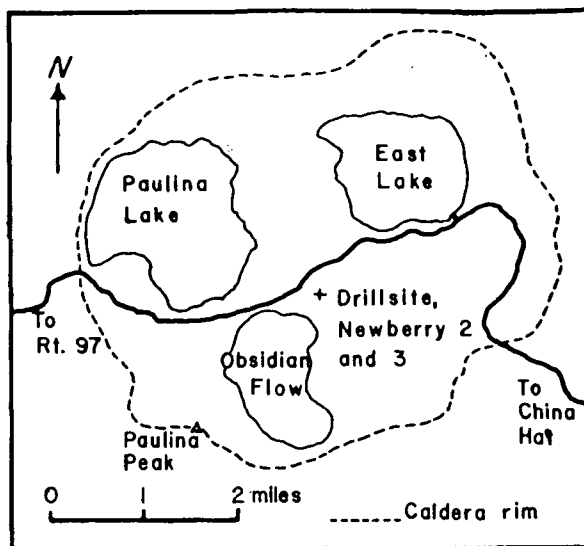 N
Paulina
Lake
East
Lake
To
Rt. 97
+ Drillsite,
Newberry 2
and 3
Obsidian
Flow
Paulina
Peak
To
China
Hat
0 1 2 miles
Caldera rim